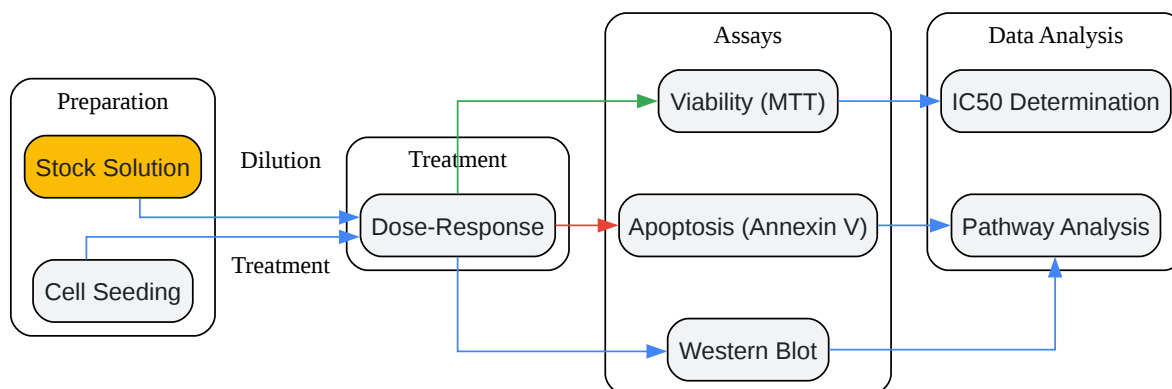 Preparation
Stock Solution
Cell Seeding
Dilution
Treatment
Treatment
Dose-Response
Assays
Viability (MTT)
Apoptosis (Annexin V)
Western Blot
Data Analysis
IC50 Determination
Pathway Analysis